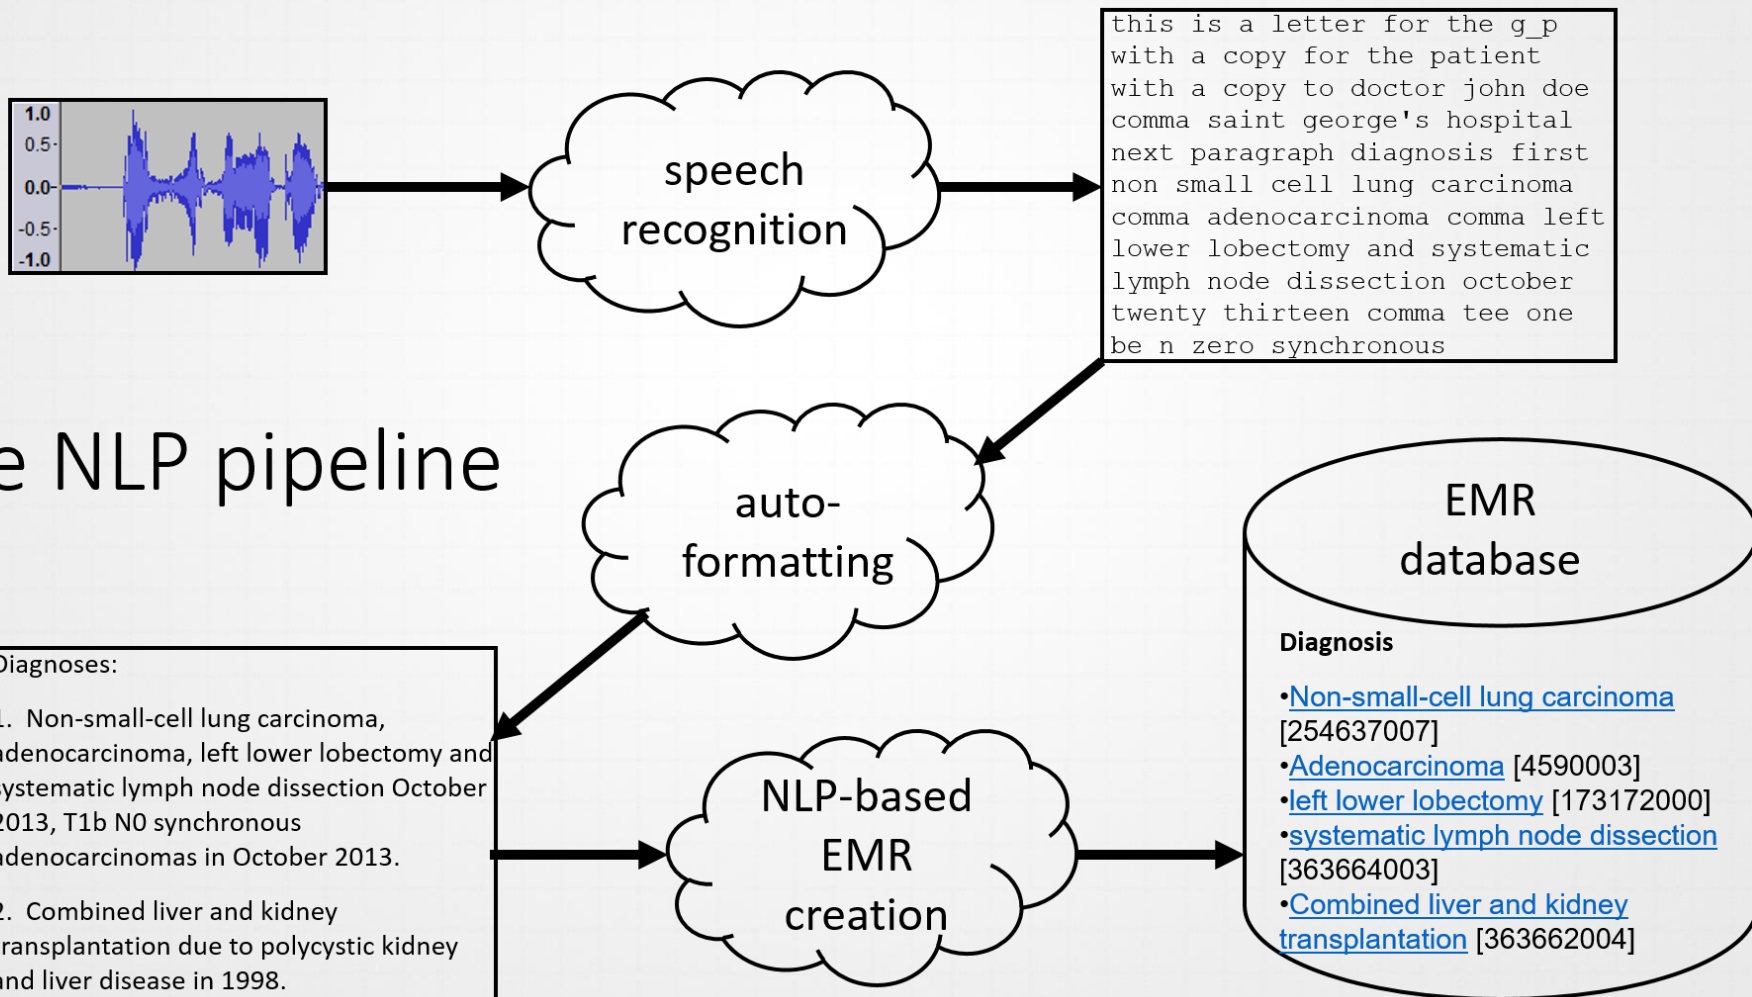 1.0
0.5
0.0
-0.5
-1.0
speech
recognition
this is a letter for the g_p
with a copy for the patient
with a copy to doctor john doe
comma saint george's hospital
next paragraph diagnosis first
non small cell lung carcinoma
comma adenocarcinoma comma left
lower lobectomy and systematic
lymph node dissection october
twenty thirteen comma tee one
be n zero synchronous
e NLP pipeline
auto-
formatting
Diagnoses:
1. Non-small-cell lung carcinoma,
adenocarcinoma, left lower lobectomy and
systematic lymph node dissection October
2013, T1b N0 synchronous
adenocarcinomas in October 2013.
2. Combined liver and kidney
transplantation due to polycystic kidney
and liver disease in 1998.
NLP-based
EMR
creation
EMR
database
Diagnosis
•Non-small-cell lung carcinoma
[254637007]
•Adenocarcinoma [4590003]
•left lower lobectomy [173172000]
•systematic lymph node dissection
[363664003]
•Combined liver and kidney
transplantation [363662004]